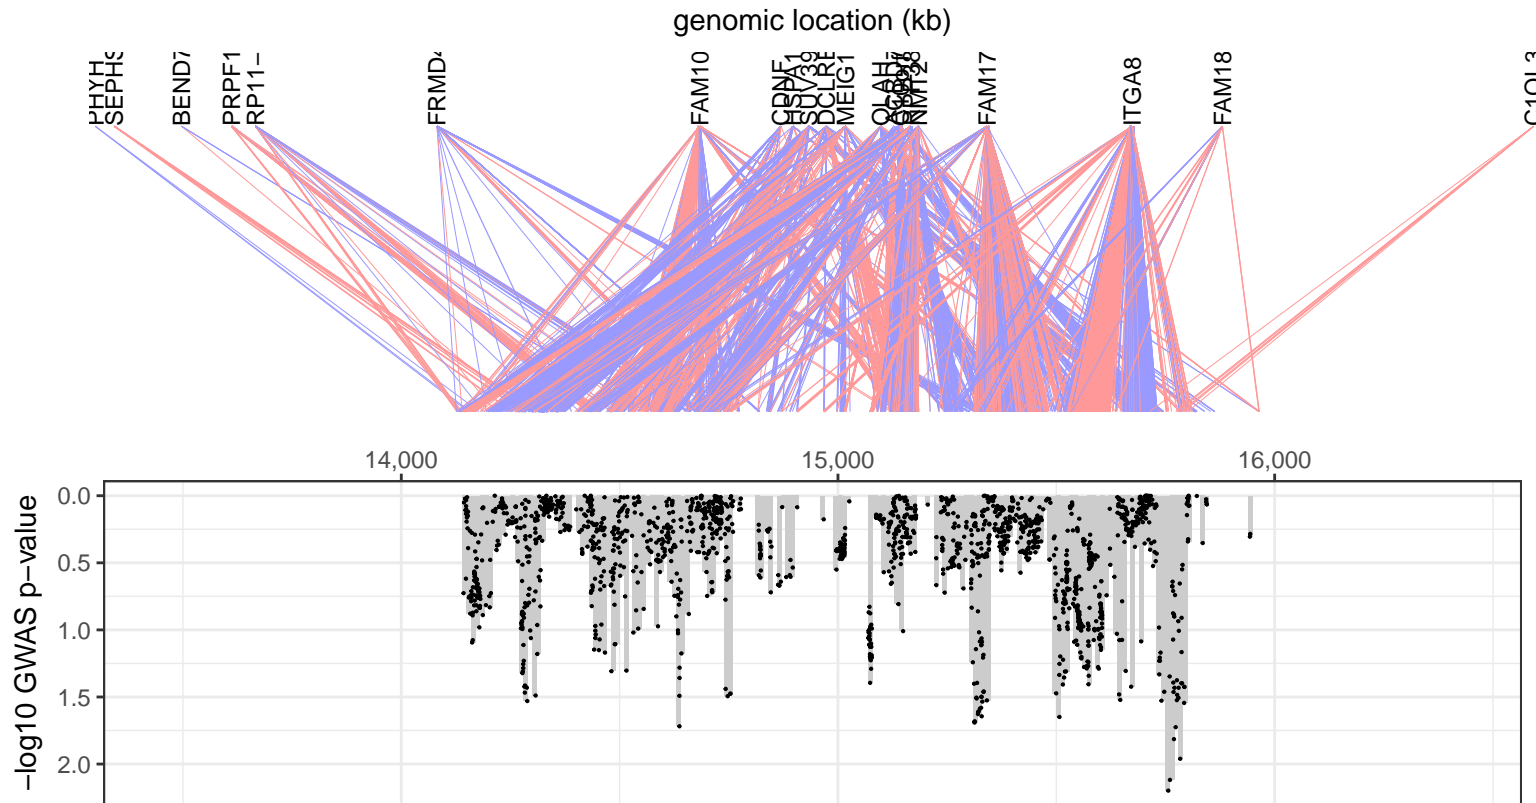 genomic location (kb)
PHYH
SEPHS
BEND7
PRPF1
RP11−
FRMD4
FAM10
CDNF
HSPA1
SUV39
DCLRE
MEIG1
OLAH
NMT2
FAM17
ITGA8
FAM18
C1QL3
14,000
15,000
16,000
−log10 GWAS p−value
0.0
0.5
1.0
1.5
2.0